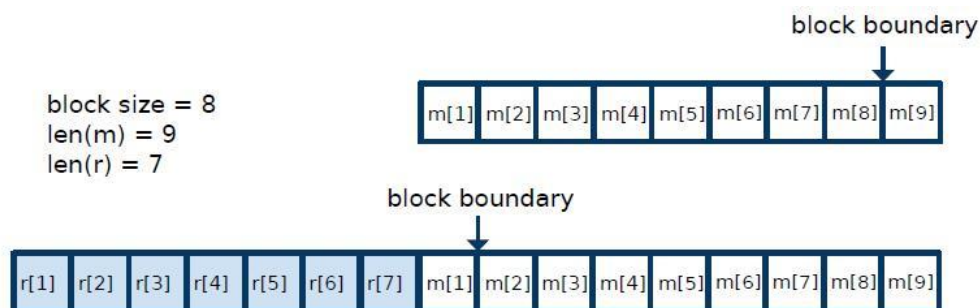 block boundary
block size = 8
len(m) = 9
len(r) = 7
m[1] m[2] m[3] m[4] m[5] m[6] m[7] m[8] m[9]
block boundary
r[1] r[2] r[3] r[4] r[5] r[6] r[7] m[1] m[2] m[3] m[4] m[5] m[6] m[7] m[8] m[9]